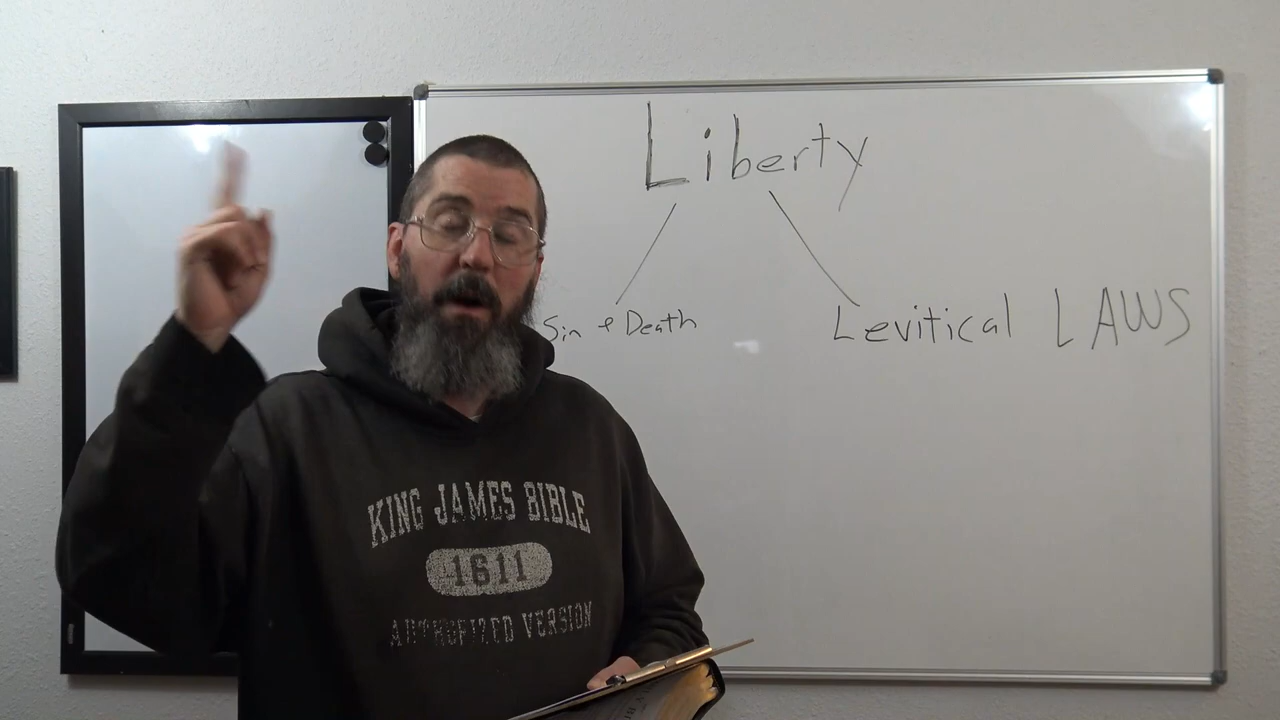 Liberty
Sin & Death
Levitical LAWS
KING JAMES BIBLE
1611
AUTHORIZED VERSION